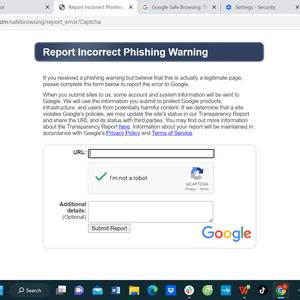 Report Incorrect Phishin
Google Safe Browsing: Tr
Settings - Security
.com/safebrowsing/report_error/Captcha
Report Incorrect Phishing Warning
If you received a phishing warning but believe that this is actually a legitimate page,
please complete the form below to report the error to Google.
When you submit sites to us, some account and system information will be sent to
Google. We will use the information you submit to protect Google products,
infrastructure, and users from potentially harmful content. If we determine that a site
violates Google's policies, we may update the site's status in our Transparency Report
and share the URL and its status with third parties. You may find out more information
about the Transparency Report here. Information about your report will be maintained in
accordance with Google's Privacy Policy and Terms of Service.
URL:
I'm not a robot
reCAPTCHA
Privacy - Terms
Additional
details:
(Optional)
Submit Report
Google
Search